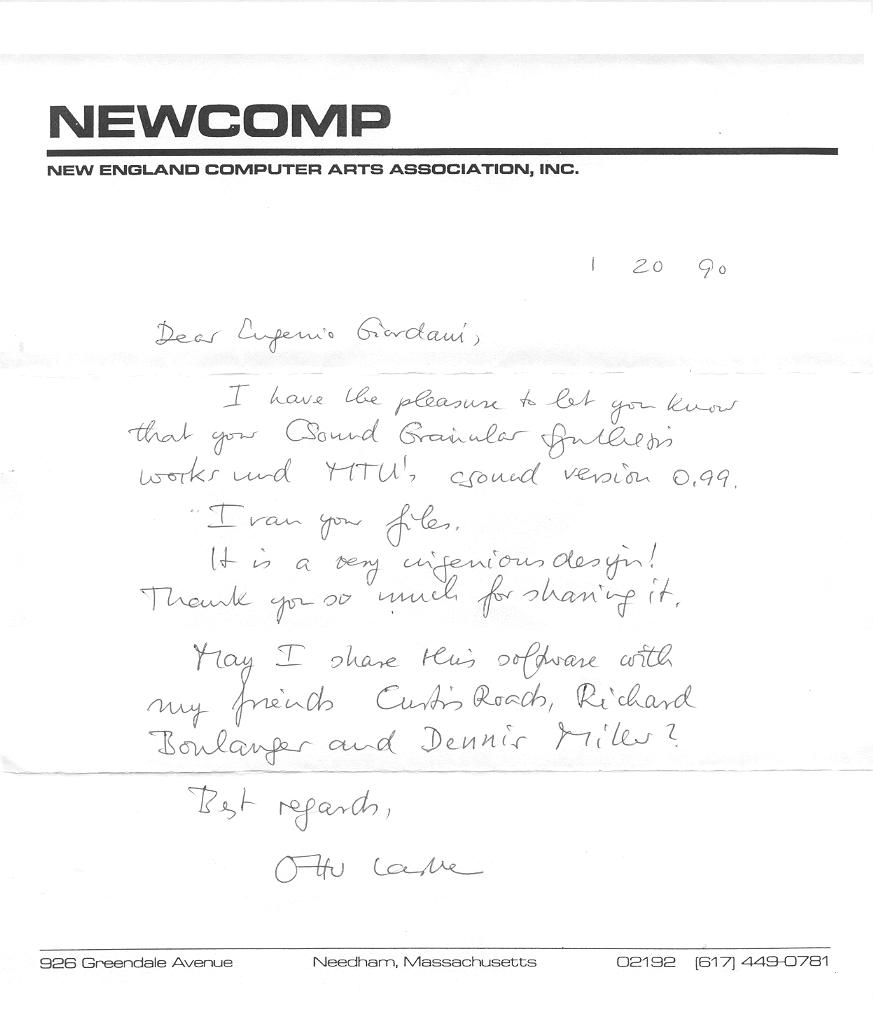 NEWCOMP
NEW ENGLAND COMPUTER ARTS ASSOCIATION, INC.
1 20 90
Dear Eugenio Giordani,
I have the pleasure to let you know
that your CSound Granular Synthesis
works und MTU's csound version 0.99.
I ran your files.
It is a very ingenious design!
Thank you so much for sharing it.
May I share this software with
my friends Curtis Roads, Richard
Boulanger and Dennis Miller?
Best regards,
Otto Laske
926 Greendale Avenue Needham, Massachusetts 02192 (617) 449-0781